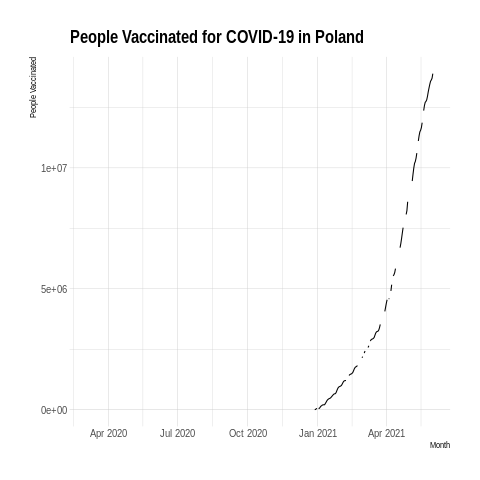 People Vaccinated for COVID-19 in Poland
People Vaccinated
1e+07
5e+06
0e+00
Apr 2020 Jul 2020 Oct 2020 Jan 2021 Apr 2021
Month